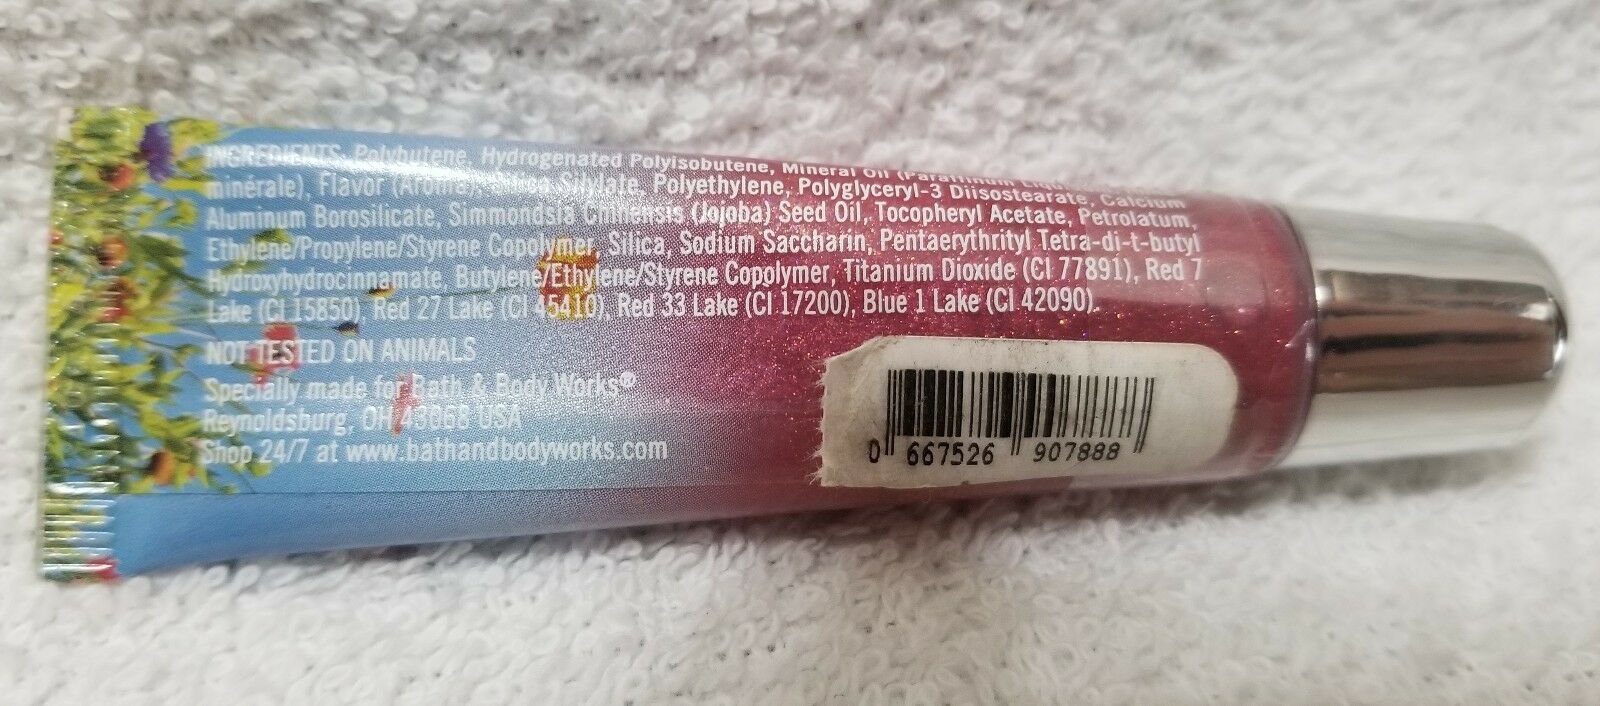 INGREDIENTS: Polybutene, Hydrogenated Polyisobutene, Mineral Oil (Paraffinum
minérale), Flavor (Aroma), Silica Silylate, Polyethylene, Polyglyceryl-3 Diisostearate, Calcium
Aluminum Borosilicate, Simmondsia Chinensis (Jojoba) Seed Oil, Tocopheryl Acetate, Petrolatum,
Ethylene/Propylene/Styrene Copolymer, Silica, Sodium Saccharin, Pentaerythrityl Tetra-di-t-butyl
Hydroxyhydrocinnamate, Butylene/Ethylene/Styrene Copolymer, Titanium Dioxide (CI 77891), Red 7
Lake (CI 15850), Red 27 Lake (CI 45410), Red 33 Lake (CI 17200), Blue 1 Lake (CI 42090).
NOT TESTED ON ANIMALS
Specially made for Bath & Body Works®
Reynoldsburg, OH 43068 USA
Shop 24/7 at www.bathandbodyworks.com
0 667526 907888